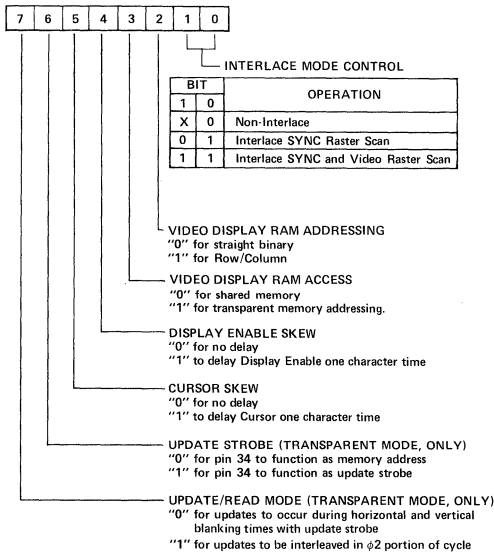 7 6 5 4 3 2 1 0
INTERLACE MODE CONTROL
BIT OPERATION
1 0
X 0 Non-Interlace
0 1 Interlace SYNC Raster Scan
1 1 Interlace SYNC and Video Raster Scan
VIDEO DISPLAY RAM ADDRESSING
"0" for straight binary
"1" for Row/Column
VIDEO DISPLAY RAM ACCESS
"0" for shared memory
"1" for transparent memory addressing.
DISPLAY ENABLE SKEW
"0" for no delay
"1" to delay Display Enable one character time
CURSOR SKEW
"0" for no delay
"1" to delay Cursor one character time
UPDATE STROBE (TRANSPARENT MODE, ONLY)
"0" for pin 34 to function as memory address
"1" for pin 34 to function as update strobe
UPDATE/READ MODE (TRANSPARENT MODE, ONLY)
"0" for updates to occur during horizontal and vertical
blanking times with update strobe
"1" for updates to be interleaved in ϕ2 portion of cycle